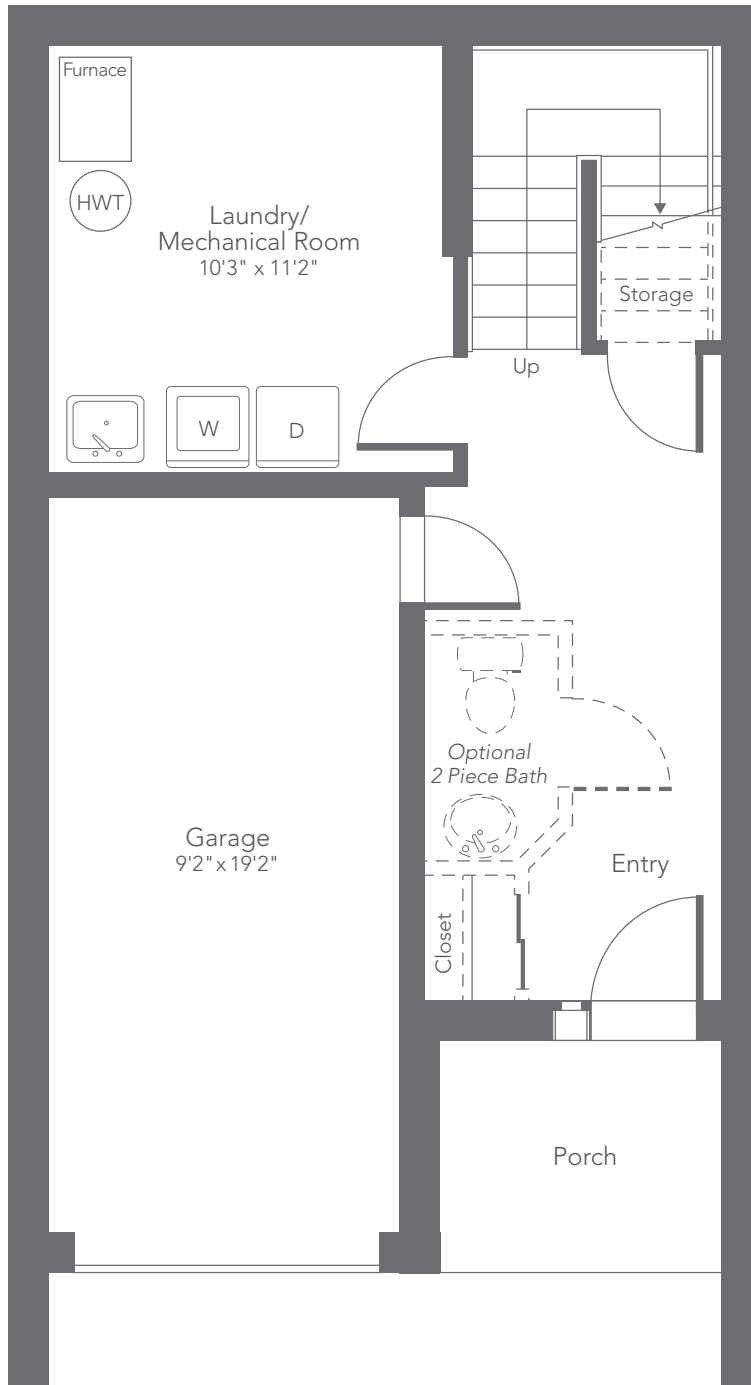 Furnace
HWT
Laundry/
Mechanical Room
10'3" x 11'2"
Storage
Up
W
D
Optional
2 Piece Bath
Garage
9'2" x 19'2"
Entry
Closet
Porch